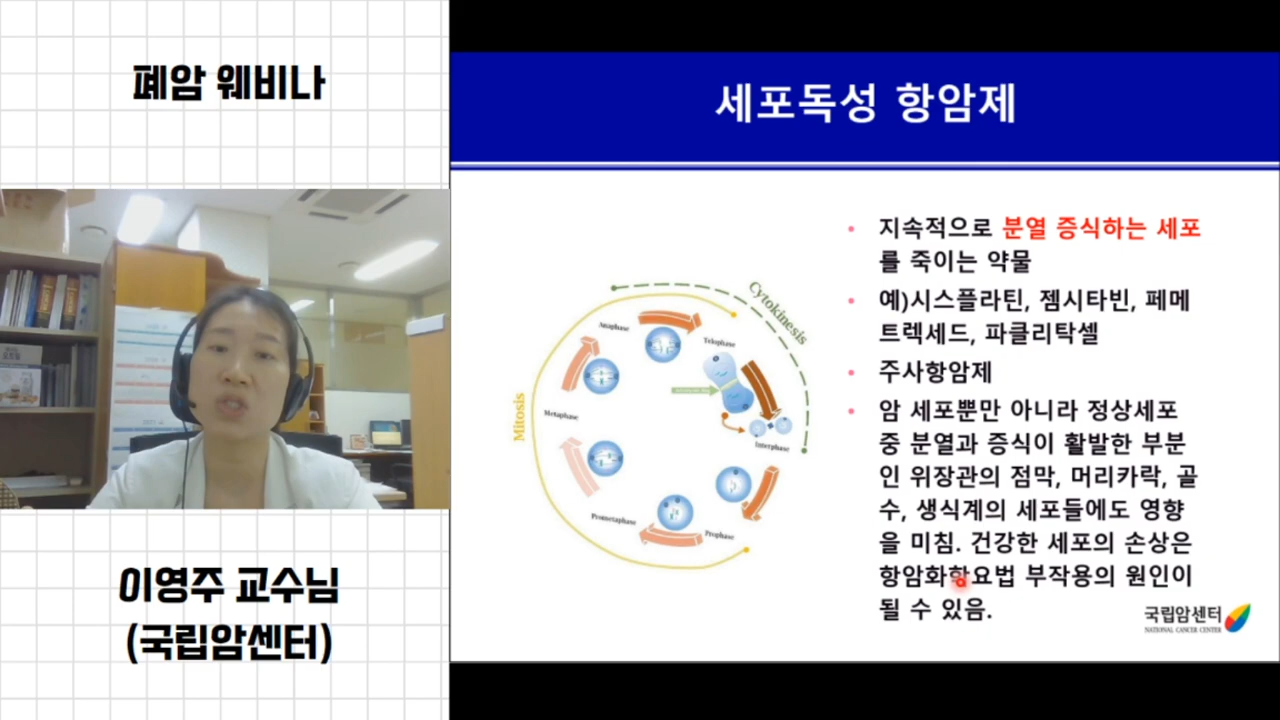 폐암 웨비나
이영주 교수님
(국립암센터)
세포독성 항암제
Cytokinesis
Mitosis
Anaphase
Telophase
Metaphase
Interphase
Prometaphase
Prophase
• 지속적으로 분열 증식하는 세포
를 죽이는 약물
• 예)시스플라틴, 젬시타빈, 페메
트렉세드, 파클리탁셀
• 주사항암제
• 암 세포뿐만 아니라 정상세포
중 분열과 증식이 활발한 부분
인 위장관의 점막, 머리카락, 골
수, 생식계의 세포들에도 영향
을 미침. 건강한 세포의 손상은
항암화학요법 부작용의 원인이
될 수 있음.
국립암센터
NATIONAL CANCER CENTER